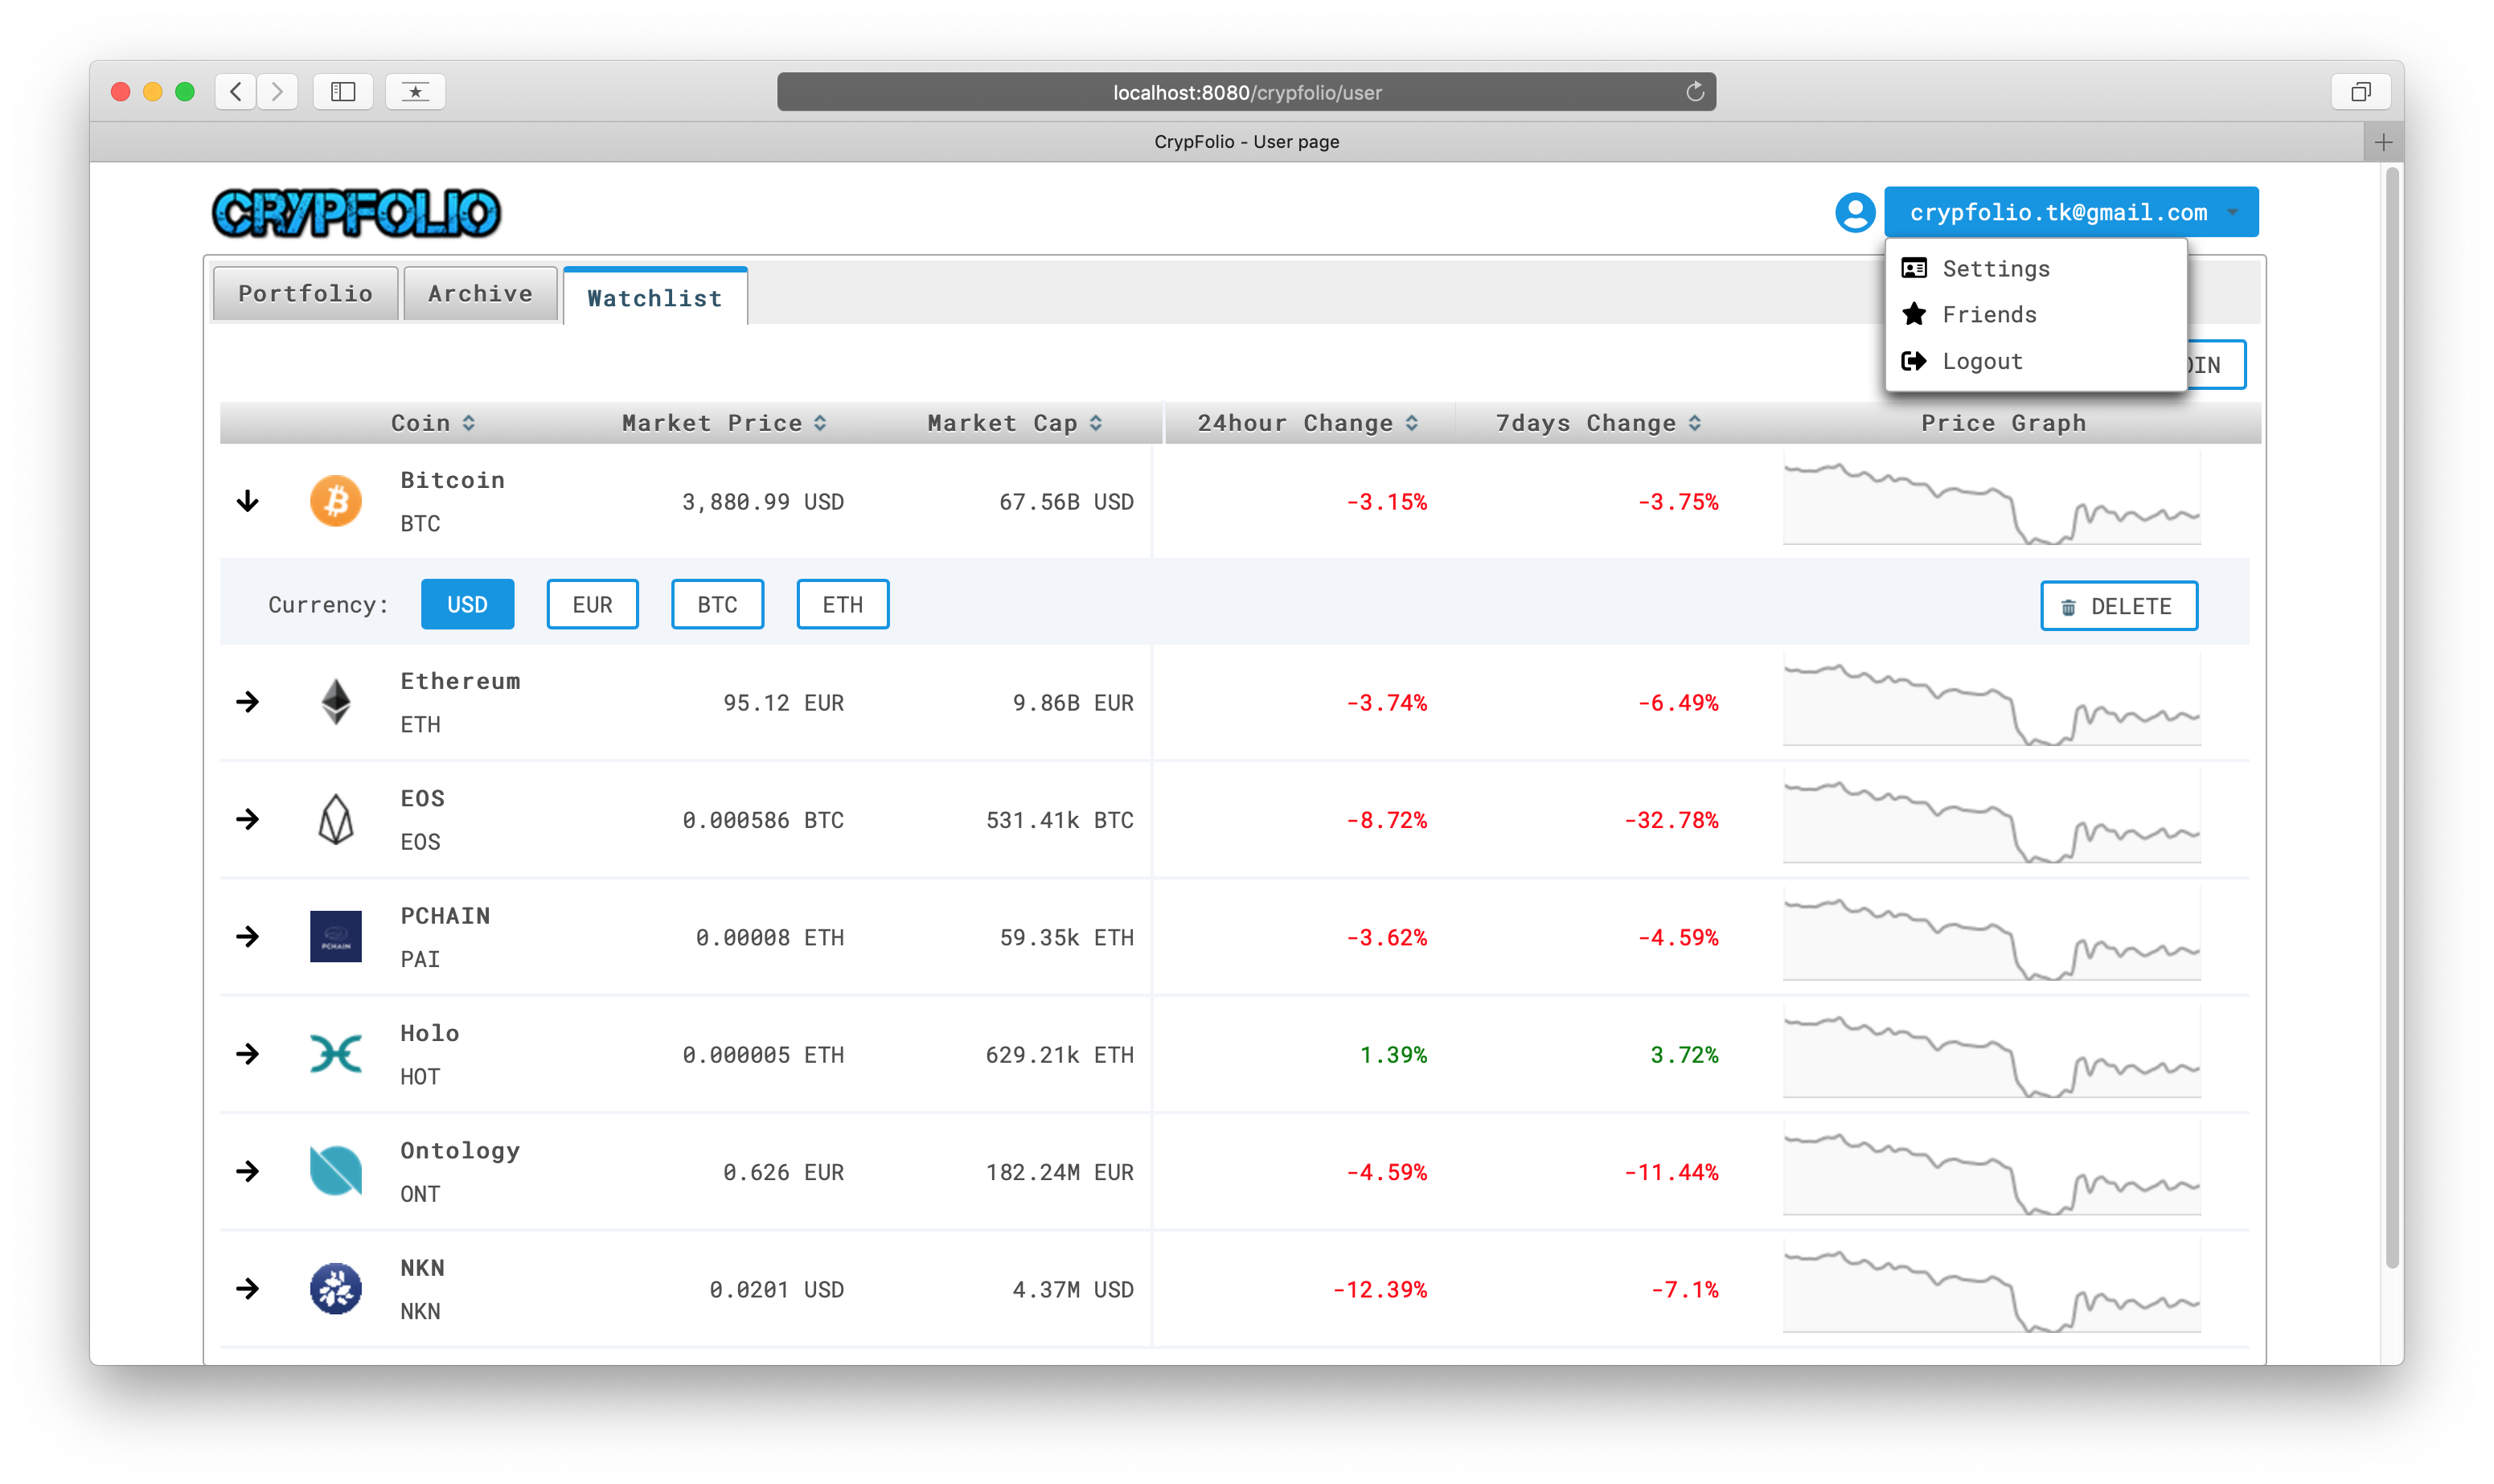 localhost:8080/crypfolio/user
CrypFolio - User page
CRYPFOLIO
crypfolio.tk@gmail.com
Settings
Friends
Logout
Portfolio Archive Watchlist
Coin Market Price Market Cap 24hour Change 7days Change Price Graph
Bitcoin
BTC
3,880.99 USD 67.56B USD -3.15% -3.75%
Currency: USD EUR BTC ETH DELETE
Ethereum
ETH
95.12 EUR 9.86B EUR -3.74% -6.49%
EOS
EOS
0.000586 BTC 531.41k BTC -8.72% -32.78%
PCHAIN
PAI
PCHAIN
0.00008 ETH 59.35k ETH -3.62% -4.59%
Holo
HOT
0.000005 ETH 629.21k ETH 1.39% 3.72%
Ontology
ONT
0.626 EUR 182.24M EUR -4.59% -11.44%
NKN
NKN
0.0201 USD 4.37M USD -12.39% -7.1%